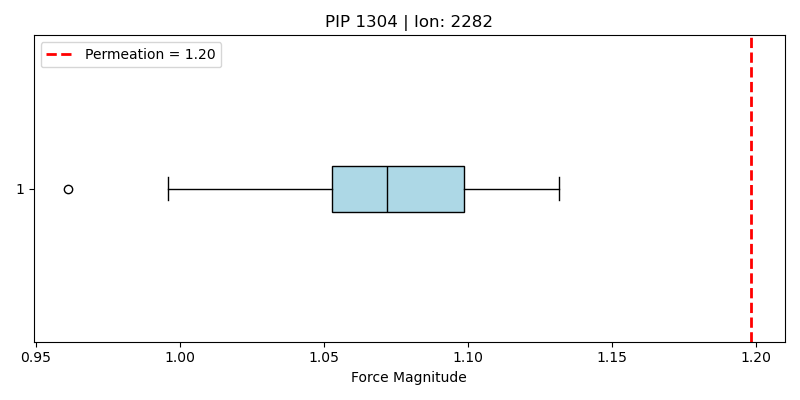 PIP 1304 | Ion: 2282
Permeation = 1.20
1
0.95 1.00 1.05 1.10 1.15 1.20
Force Magnitude